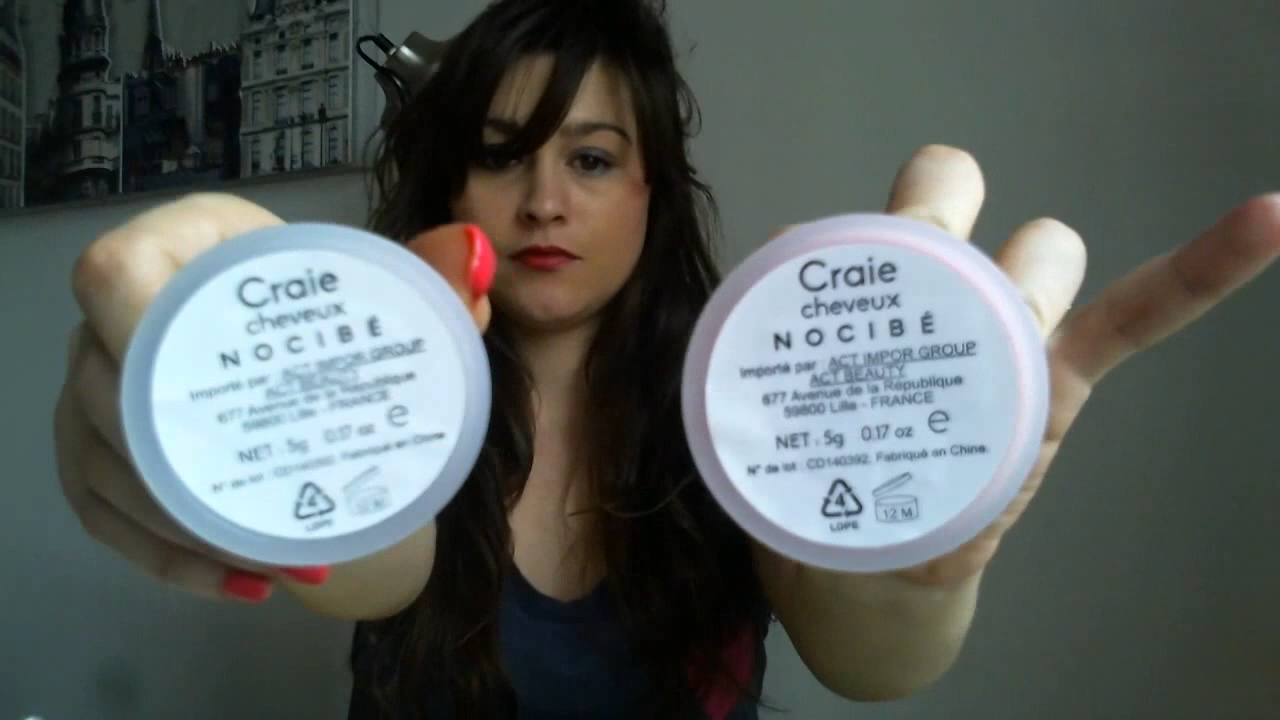 Craie
cheveux
NOCIBÉ
Importé par : ACT IMPOR GROUP
ACT BEAUTY
677 Avenue de la République
59800 Lille - FRANCE
NET : 5g 0.17 oz e
N° de lot : CD140392. Fabriqué en Chine
4
LDPE
12 M
Craie
cheveux
NOCIBÉ
Importé par : ACT IMPOR GROUP
ACT BEAUTY
677 Avenue de la République
59800 Lille - FRANCE
NET : 5g 0.17 oz e
N° de lot : CD140392. Fabriqué en Chine.
4
LDPE
12 M